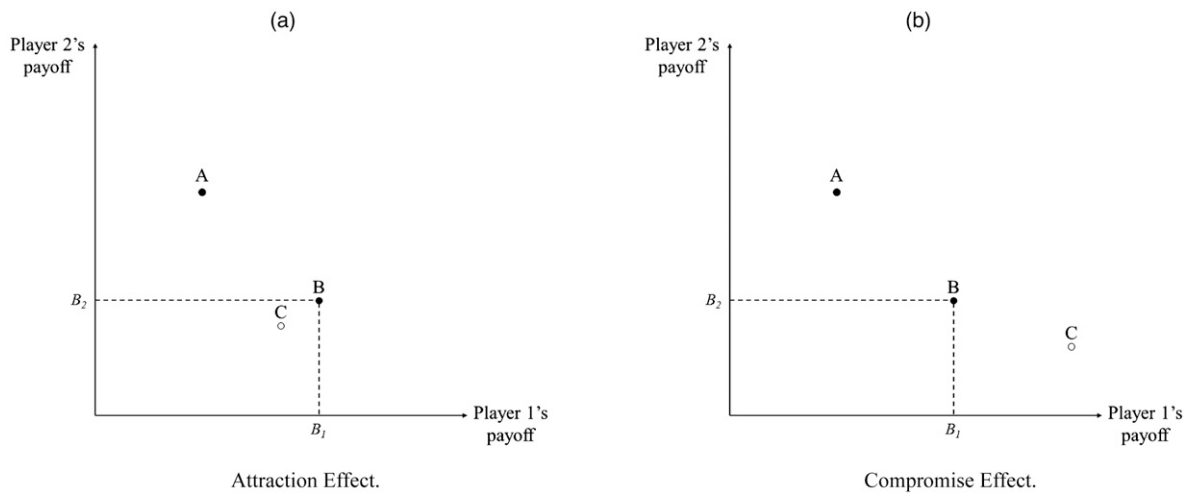 (a)
Player 2's
payoff
A
B
B2
C
Player 1's
payoff
B1
Attraction Effect.
(b)
Player 2's
payoff
A
B
B2
C
Player 1's
payoff
B1
Compromise Effect.